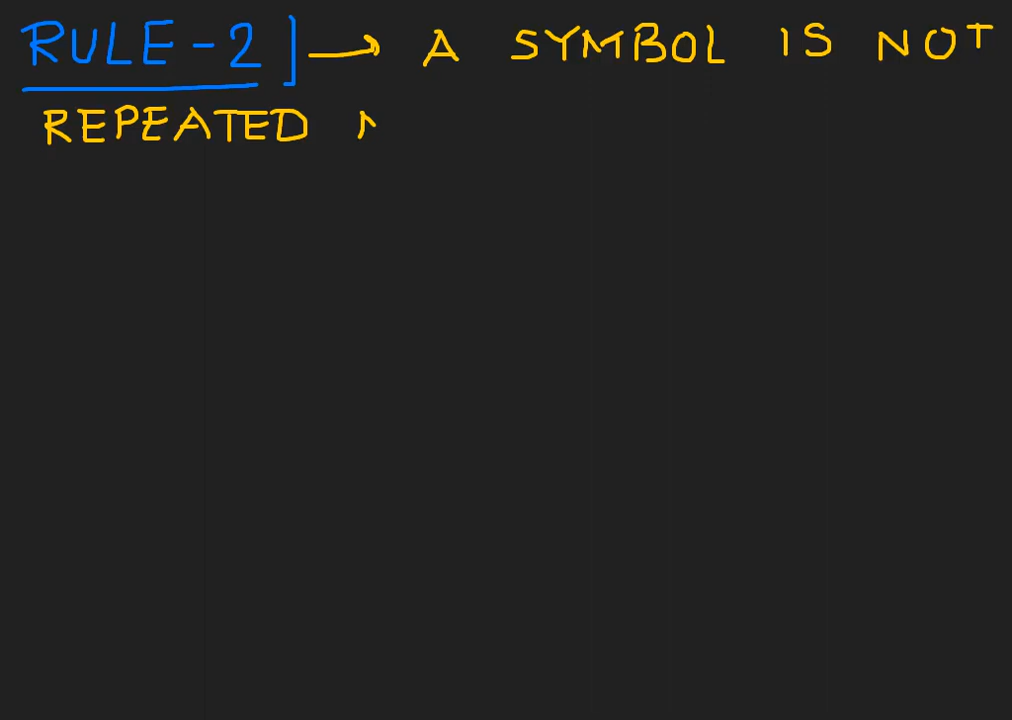 RULE-2] → A SYMBOL IS NOT
REPEATED